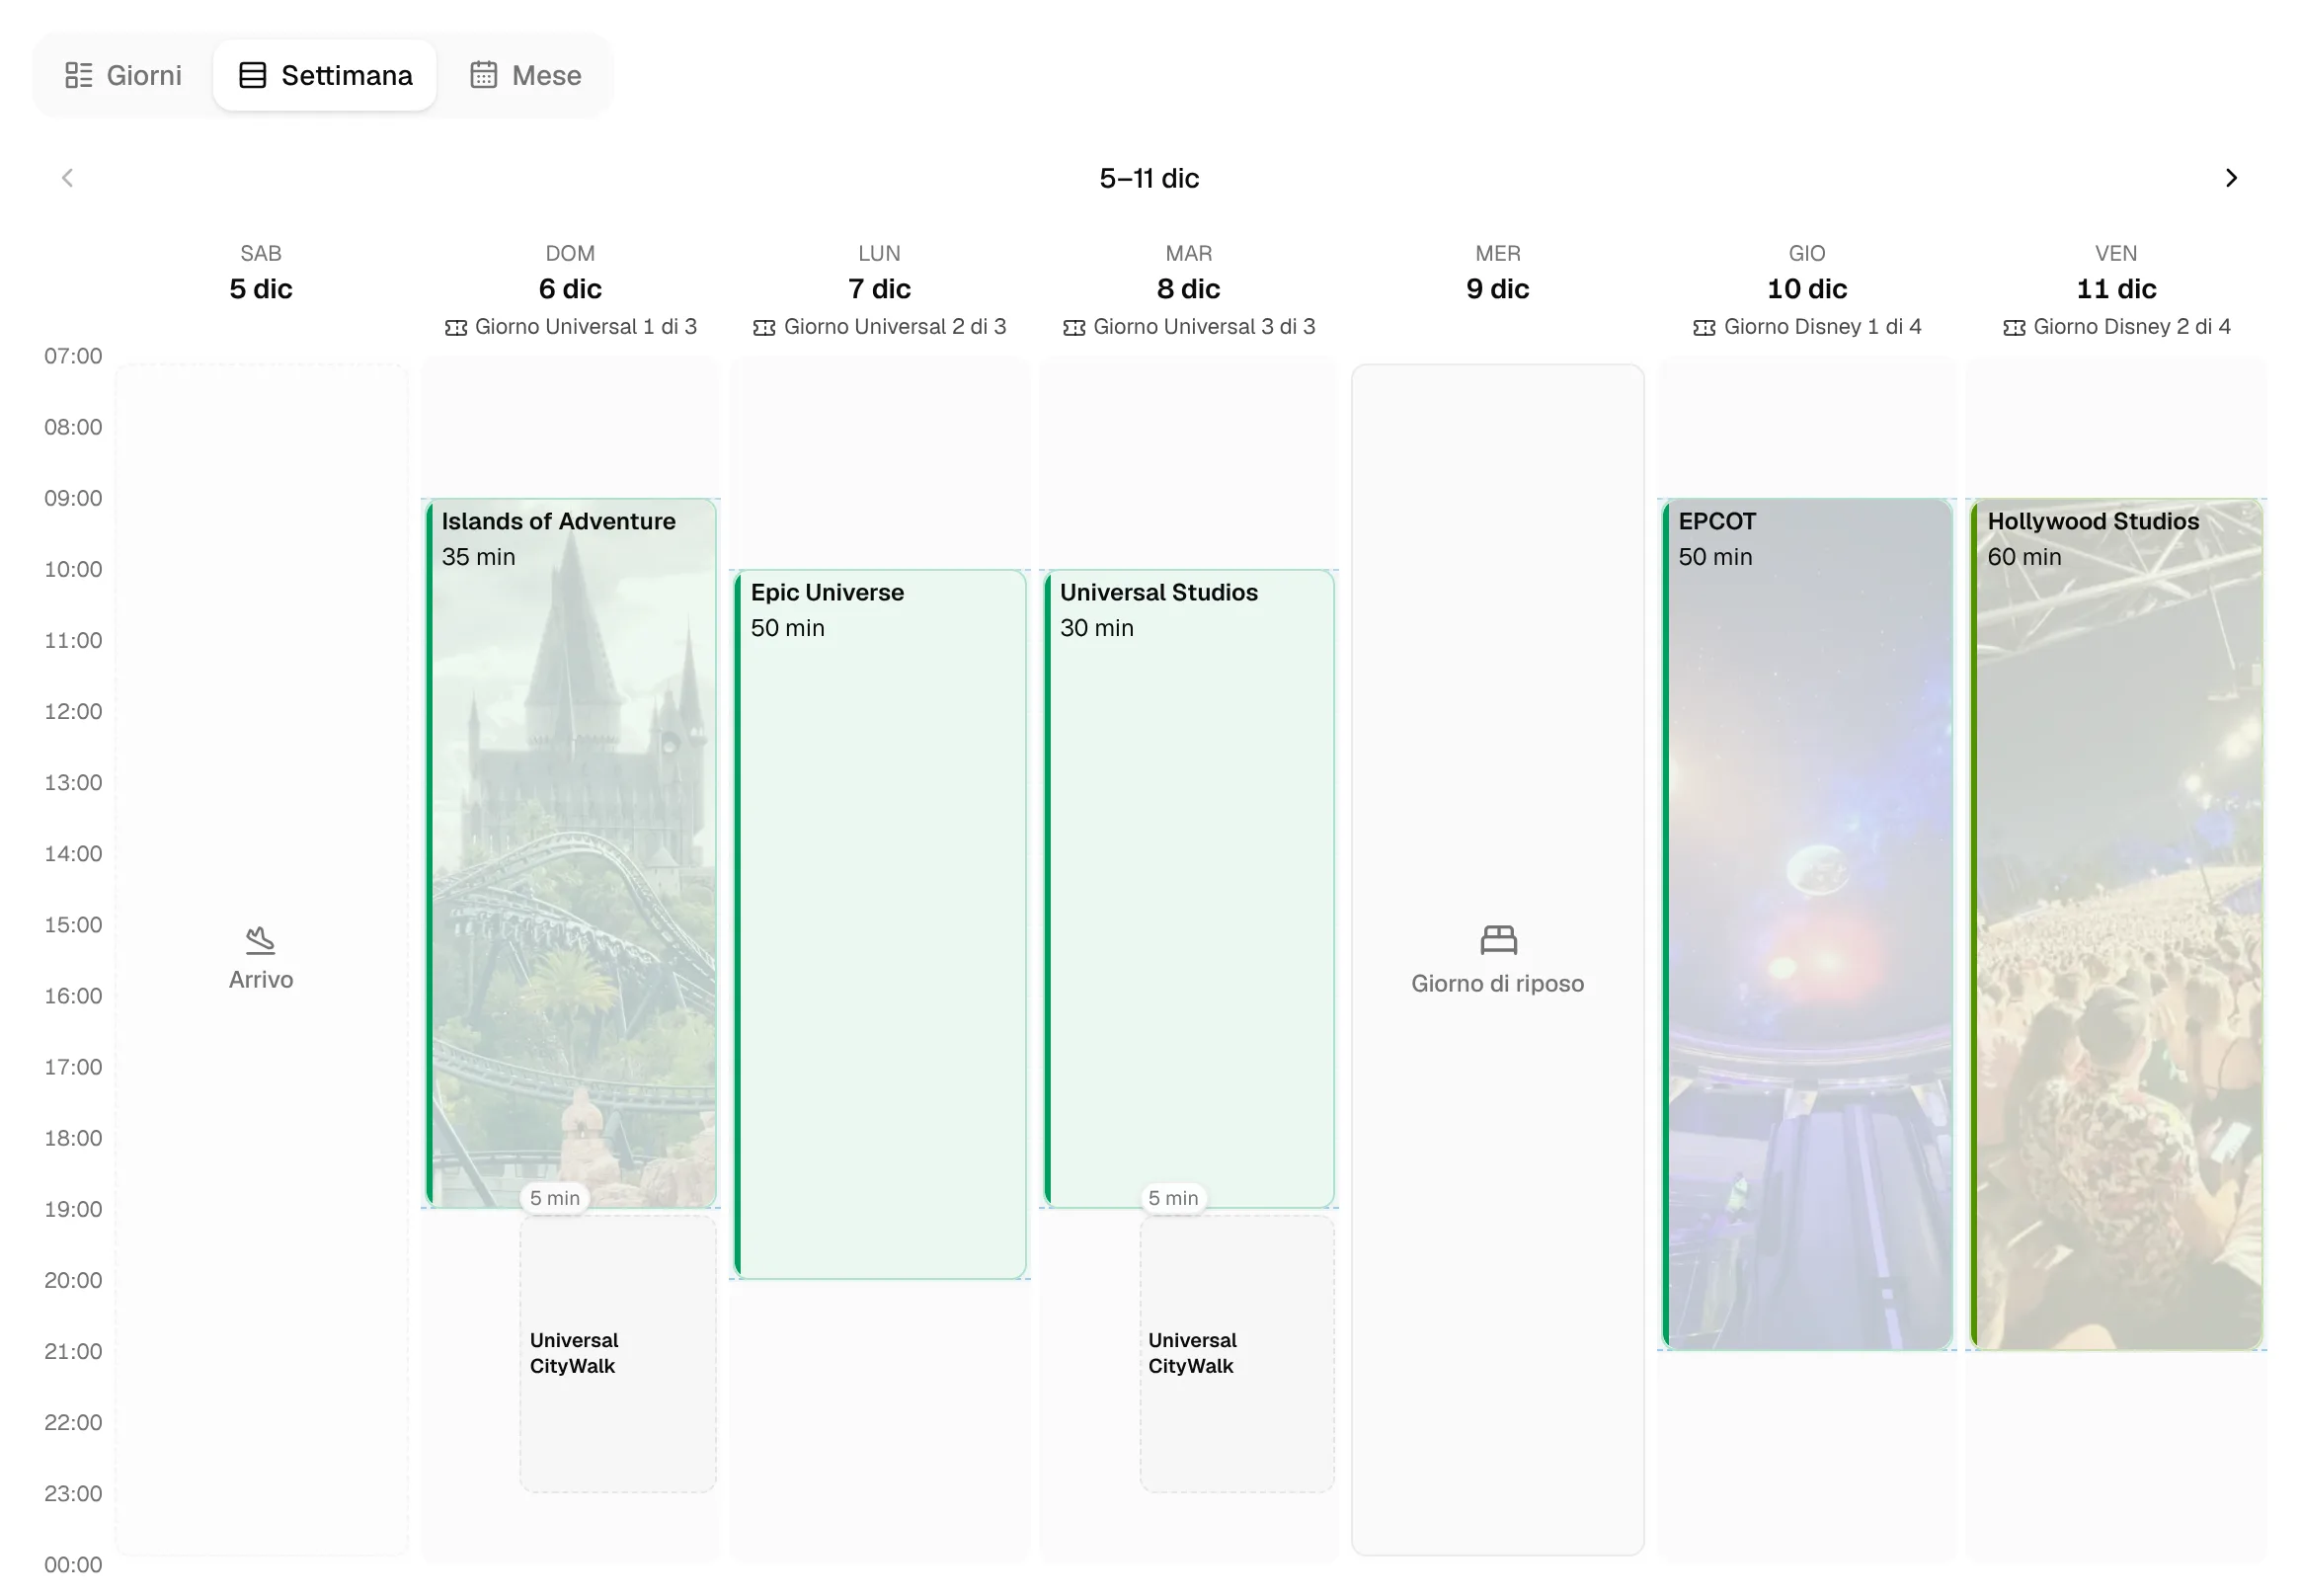 Giorni
Settimana
Mese
5–11 dic
SAB
5 dic
DOM
6 dic
Giorno Universal 1 di 3
LUN
7 dic
Giorno Universal 2 di 3
MAR
8 dic
Giorno Universal 3 di 3
MER
9 dic
GIO
10 dic
Giorno Disney 1 di 4
VEN
11 dic
Giorno Disney 2 di 4
07:00
08:00
09:00
10:00
11:00
12:00
13:00
14:00
15:00
16:00
17:00
18:00
19:00
20:00
21:00
22:00
23:00
00:00
Arrivo
Islands of Adventure
35 min
5 min
Universal
CityWalk
Epic Universe
50 min
Universal Studios
30 min
5 min
Universal
CityWalk
Giorno di riposo
EPCOT
50 min
Hollywood Studios
60 min